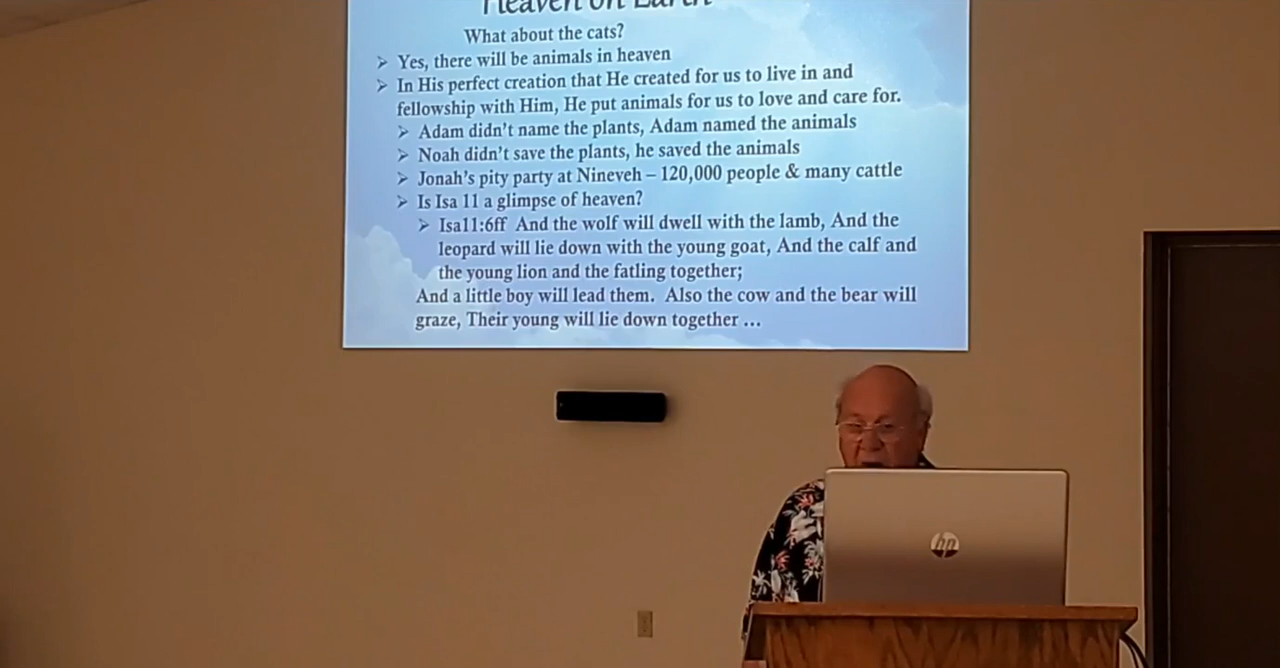 Heaven on Earth
What about the cats?
➢ Yes, there will be animals in heaven
➢ In His perfect creation that He created for us to live in and
fellowship with Him, He put animals for us to love and care for.
➢ Adam didn't name the plants, Adam named the animals
➢ Noah didn't save the plants, he saved the animals
➢ Jonah's pity party at Nineveh – 120,000 people & many cattle
➢ Is Isa 11 a glimpse of heaven?
➢ Isa11:6ff And the wolf will dwell with the lamb, And the
leopard will lie down with the young goat, And the calf and
the young lion and the fatling together;
And a little boy will lead them. Also the cow and the bear will
graze, Their young will lie down together ...
hp